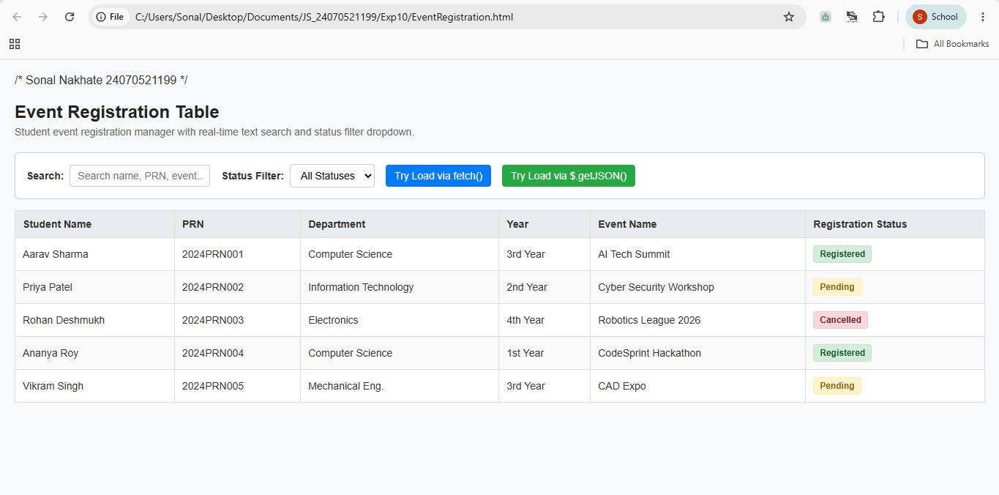 File C:/Users/Sonal/Desktop/Documents/JS_24070521199/Exp10/EventRegistration.html S School
All Bookmarks
/* Sonal Nakhate 24070521199 */
Event Registration Table
Student event registration manager with real-time text search and status filter dropdown.
Search: Search name, PRN, event.. Status Filter: All Statuses Try Load via fetch() Try Load via $.getJSON()
Student Name PRN Department Year Event Name Registration Status
Aarav Sharma 2024PRN001 Computer Science 3rd Year AI Tech Summit Registered
Priya Patel 2024PRN002 Information Technology 2nd Year Cyber Security Workshop Pending
Rohan Deshmukh 2024PRN003 Electronics 4th Year Robotics League 2026 Cancelled
Ananya Roy 2024PRN004 Computer Science 1st Year CodeSprint Hackathon Registered
Vikram Singh 2024PRN005 Mechanical Eng. 3rd Year CAD Expo Pending